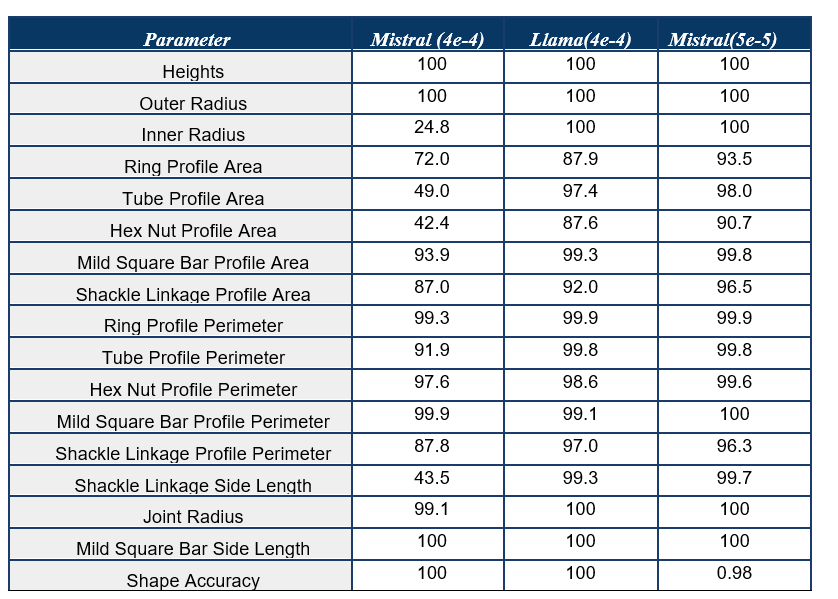 Parameter Mistral (4e-4) Llama(4e-4) Mistral(5e-5)
Heights 100 100 100
Outer Radius 100 100 100
Inner Radius 24.8 100 100
Ring Profile Area 72.0 87.9 93.5
Tube Profile Area 49.0 97.4 98.0
Hex Nut Profile Area 42.4 87.6 90.7
Mild Square Bar Profile Area 93.9 99.3 99.8
Shackle Linkage Profile Area 87.0 92.0 96.5
Ring Profile Perimeter 99.3 99.9 99.9
Tube Profile Perimeter 91.9 99.8 99.8
Hex Nut Profile Perimeter 97.6 98.6 99.6
Mild Square Bar Profile Perimeter 99.9 99.1 100
Shackle Linkage Profile Perimeter 87.8 97.0 96.3
Shackle Linkage Side Length 43.5 99.3 99.7
Joint Radius 99.1 100 100
Mild Square Bar Side Length 100 100 100
Shape Accuracy 100 100 0.98